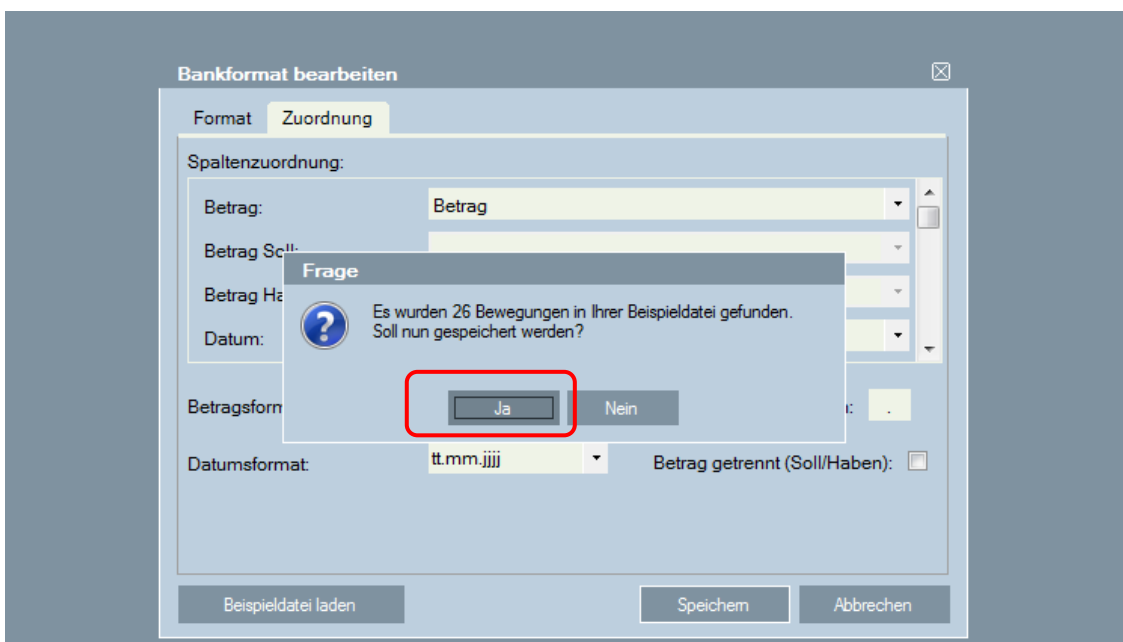 Bankformat bearbeiten
Format Zuordnung
Spaltenzuordnung:
Betrag: Betrag
Betrag Soll:
Frage
Betrag Ha
Es wurden 26 Bewegungen in Ihrer Beispieldatei gefunden.
Soll nun gespeichert werden?
Datum:
Betragsform
Ja Nein
.
Datumsformat: tt.mm.jjjj Betrag getrennt (Soll/Haben):
Beispieldatei laden Speichern Abbrechen